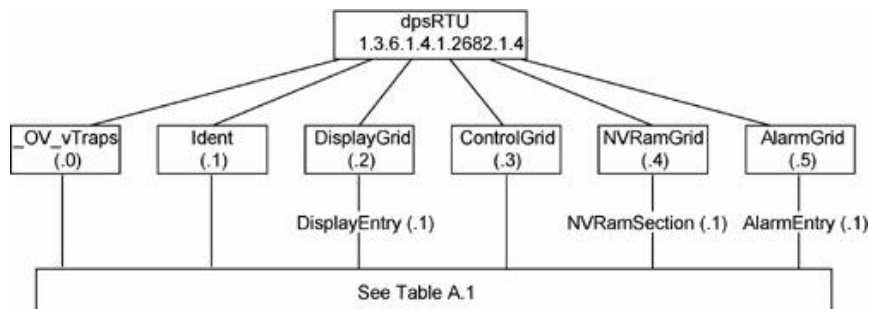 dpsRTU
1.3.6.1.4.1.2682.1.4
_OV_vTraps
(.0)
Ident
(.1)
DisplayGrid
(.2)
ControlGrid
(.3)
NVRamGrid
(.4)
AlarmGrid
(.5)
DisplayEntry (.1)
NVRamSection (.1)
AlarmEntry (.1)
See Table A.1